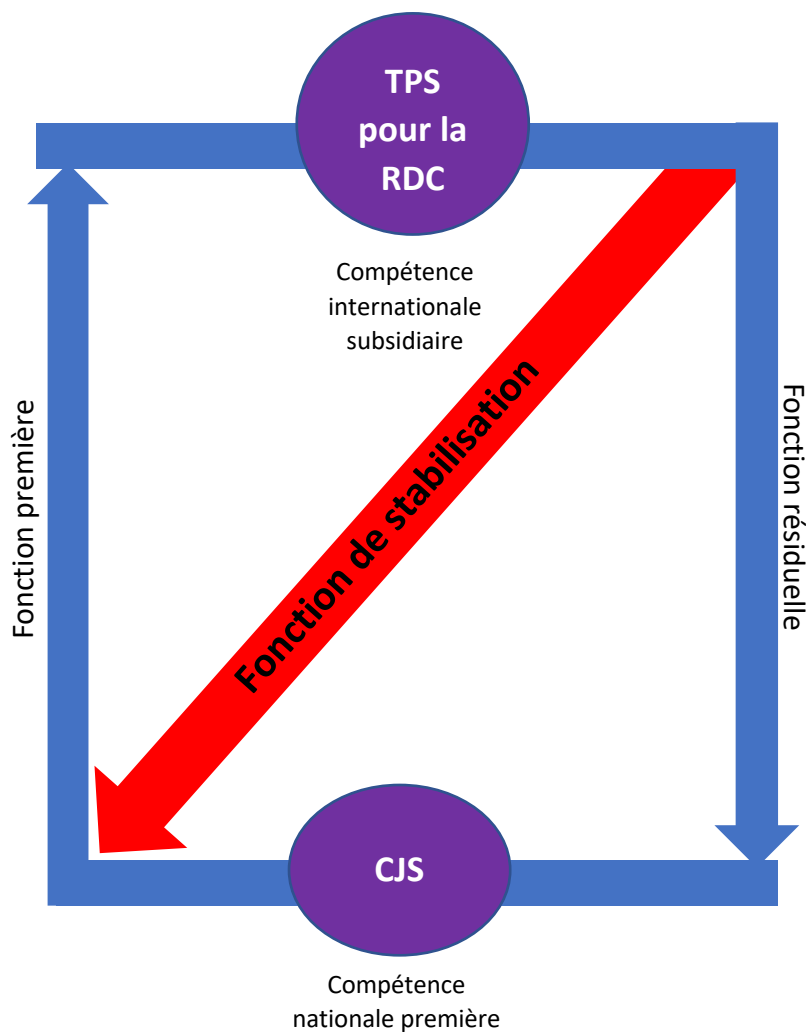 TPS
pour la
RDC
Compétence
internationale
subsidiaire
Fonction première
Fonction de stabilisation
Fonction résiduelle
CJS
Compétence
nationale première